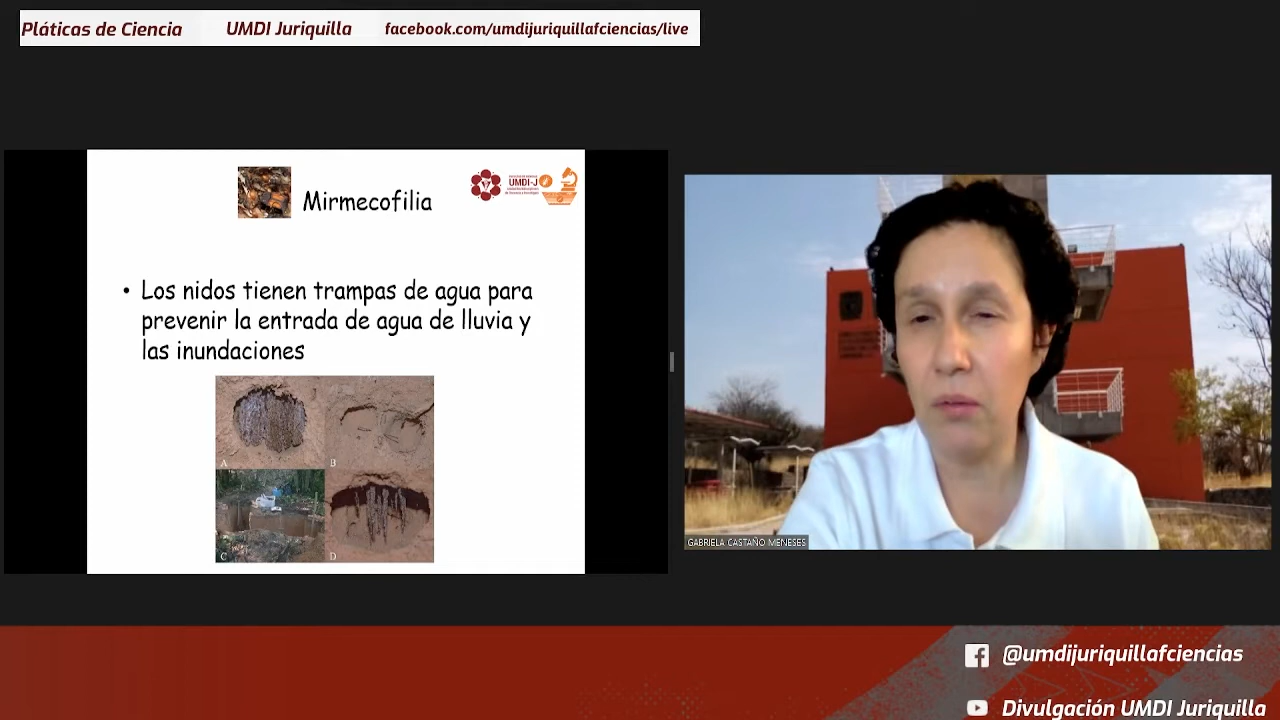 Pláticas de Ciencia UMDI Juriquilla facebook.com/umdijuriquillafciencias/live
Mirmecofilia
UMDI-J
• Los nidos tienen trampas de agua para
prevenir la entrada de agua de lluvia y
las inundaciones
A B
C D
GABRIELA CASTAÑO MENESES
@umdijuriquillafciencias
Divulgación UMDI Juriquilla